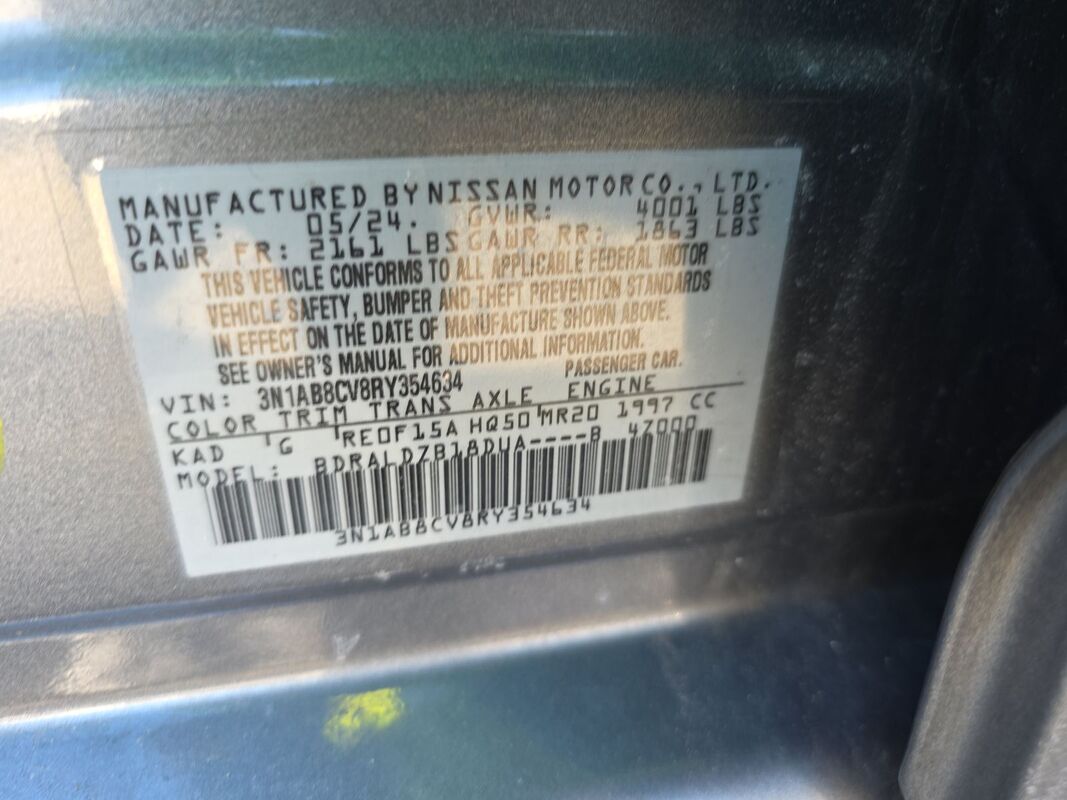 MANUFACTURED BY NISSAN MOTOR CO., LTD.
DATE: 05/24. GVWR: 4001 LBS
GAWR FR: 2161 LBS GAWR RR: 1863 LBS
THIS VEHICLE CONFORMS TO ALL APPLICABLE FEDERAL MOTOR
VEHICLE SAFETY, BUMPER AND THEFT PREVENTION STANDARDS
IN EFFECT ON THE DATE OF MANUFACTURE SHOWN ABOVE.
SEE OWNER'S MANUAL FOR ADDITIONAL INFORMATION.
VIN: 3N1AB8CV8RY354634 PASSENGER CAR.
COLOR TRIM TRANS AXLE ENGINE
KAD G RE0F15A HQ50 MR20 1997 CC
MODEL: BDRALDZB18DUA----B 47000
3N1AB8CV8RY354634